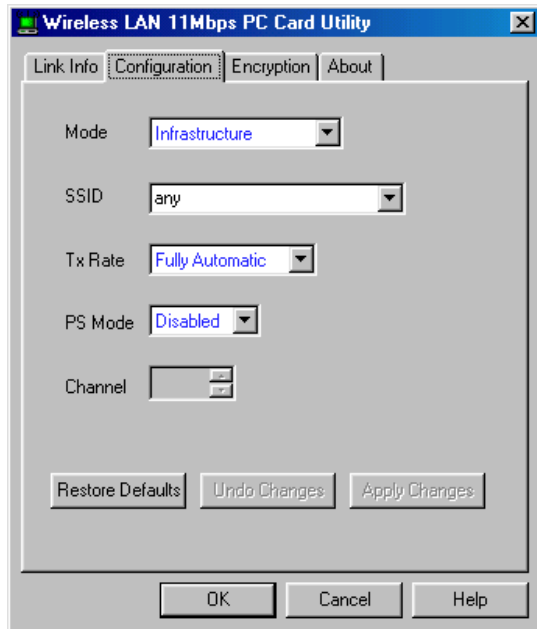 Wireless LAN 11Mbps PC Card Utility
Link Info Configuration Encryption About
Mode Infrastructure
SSID any
Tx Rate Fully Automatic
PS Mode Disabled
Channel
Restore Defaults Undo Changes Apply Changes
OK Cancel Help